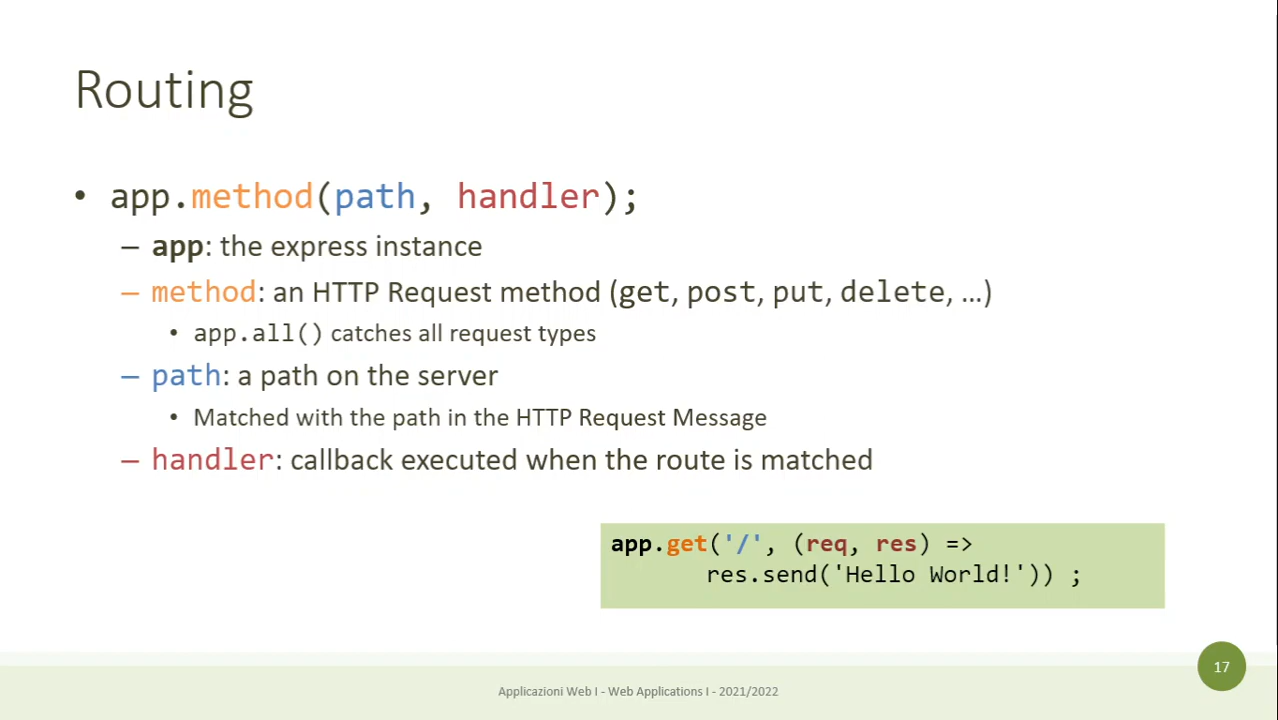 Routing
• app.method(path, handler);
– app: the express instance
– method: an HTTP Request method (get, post, put, delete, …)
• app.all() catches all request types
– path: a path on the server
• Matched with the path in the HTTP Request Message
– handler: callback executed when the route is matched
app.get('/', (req, res) =>
res.send('Hello World!')) ;
17
Applicazioni Web I - Web Applications I - 2021/2022